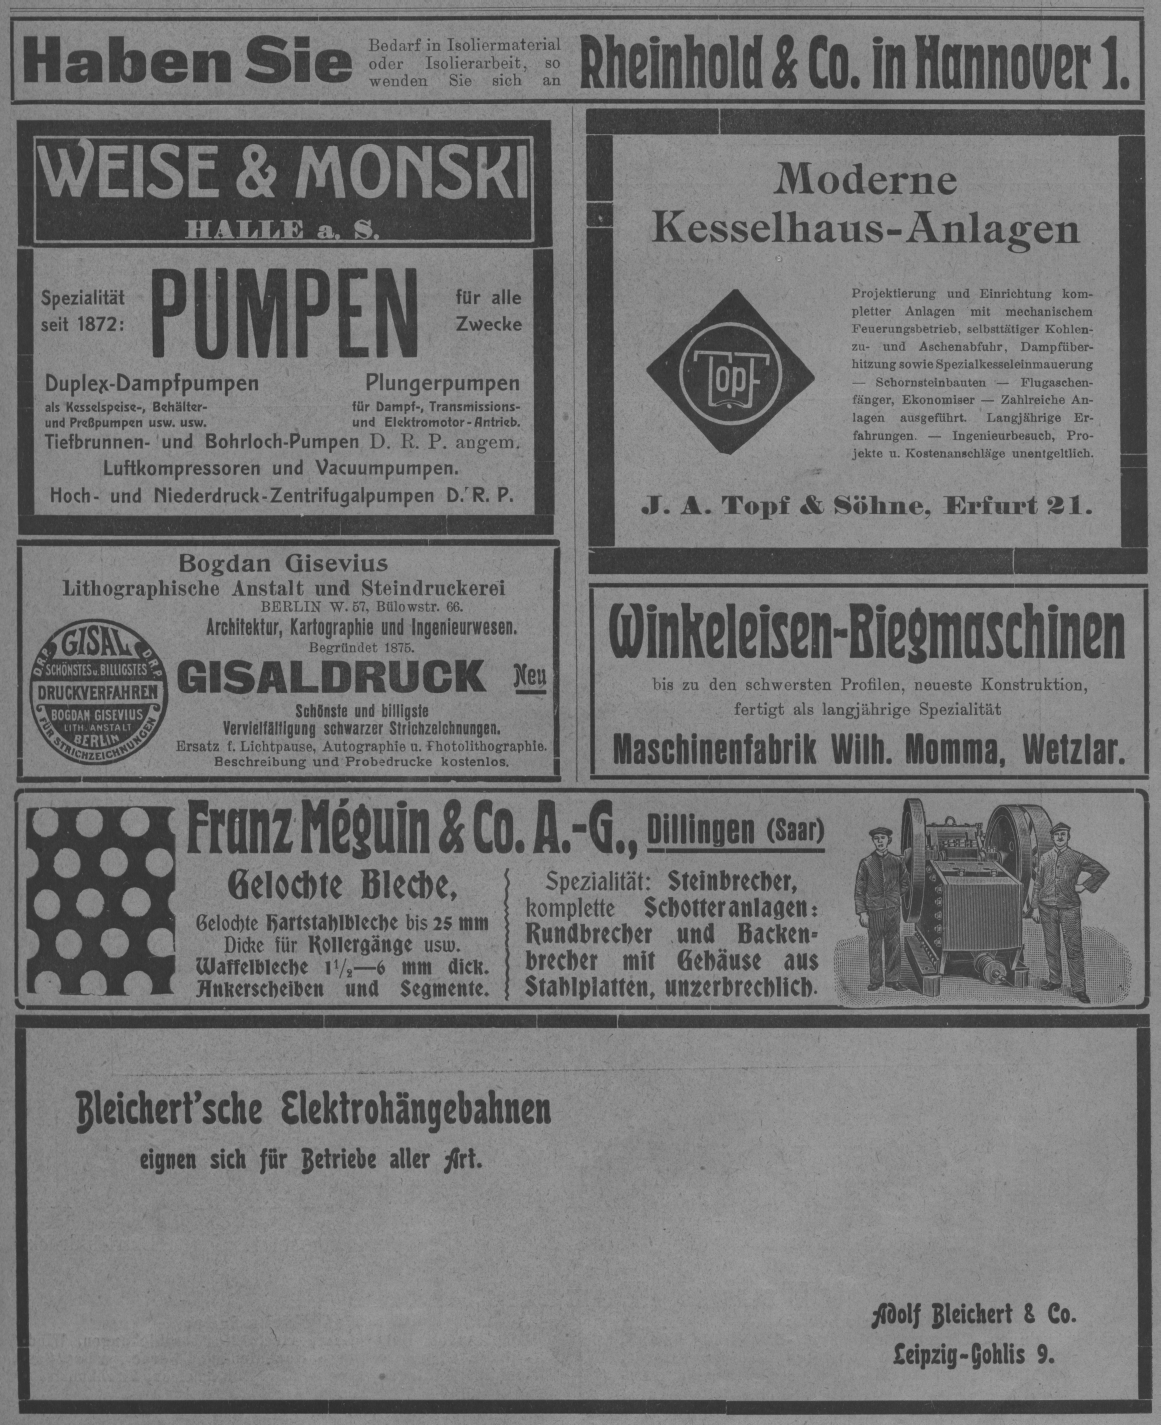 Haben Sie
Bedarf in Isoliermaterial
oder Isolierarbeit, so
wenden Sie sich an
Rheinhold & Co. in Hannover 1.
WEISE & MONSKI
HALLE a. S.
Spezialität
seit 1872:
PUMPEN
für alle
Zwecke
Duplex-Dampfpumpen
als Kesselspeise-, Behälter-
und Preßpumpen usw. usw.
Plungerpumpen
für Dampf-, Transmissions-
und Elektromotor-Antrieb.
Tiefbrunnen- und Bohrloch-Pumpen D. R. P. angem.
Luftkompressoren und Vacuumpumpen.
Hoch- und Niederdruck-Zentrifugalpumpen D. R. P.
Moderne
Kesselhaus-Anlagen
TOPF
Projektierung und Einrichtung kom-
pletter Anlagen mit mechanischem
Feuerungsbetrieb, selbsttätiger Kohlen-
zu- und Aschenabfuhr, Dampfüber-
hitzung sowie Spezialkesseleinmauerung
— Schornsteinbauten — Flugaschen-
fänger, Ekonomiser — Zahlreiche An-
lagen ausgeführt. Langjährige Er-
fahrungen. — Ingenieurbesuch, Pro-
jekte u. Kostenanschläge unentgeltlich.
J. A. Topf & Söhne, Erfurt 21.
Bogdan Gisevius
Lithographische Anstalt und Steindruckerei
BERLIN W. 57, Bülowstr. 66.
Architektur, Kartographie und Ingenieurwesen.
Begründet 1875.
GISALDRUCK Neu
Schönste und billigste
Vervielfältigung schwarzer Strichzeichnungen.
Ersatz f. Lichtpause, Autographie u. Photolithographie.
Beschreibung und Probedrucke kostenlos.
GISAL
D.R.P. D.R.P.
SCHÖNSTES u. BILLIGSTES
DRUCKVERFAHREN
BOGDAN GISEVIUS
LITH. ANSTALT
BERLIN
FÜR STRICHZEICHNUNGEN
Winkeleisen-Biegmaschinen
bis zu den schwersten Profilen, neueste Konstruktion,
fertigt als langjährige Spezialität
Maschinenfabrik Wilh. Momma, Wetzlar.
Franz Méguin & Co. A.-G., Dillingen (Saar)
Gelochte Bleche,
Gelochte Hartstahlbleche bis 25 mm
Dicke für Kollergänge usw.
Waffelbleche 1 1/2—6 mm dick.
Ankerscheiben und Segmente.
Spezialität: Steinbrecher,
komplette Schotteranlagen:
Rundbrecher und Backen-
brecher mit Gehäuse aus
Stahlplatten, unzerbrechlich.
Bleichert'sche Elektrohängebahnen
eignen sich für Betriebe aller Art.
Adolf Bleichert & Co.
Leipzig-Gohlis 9.